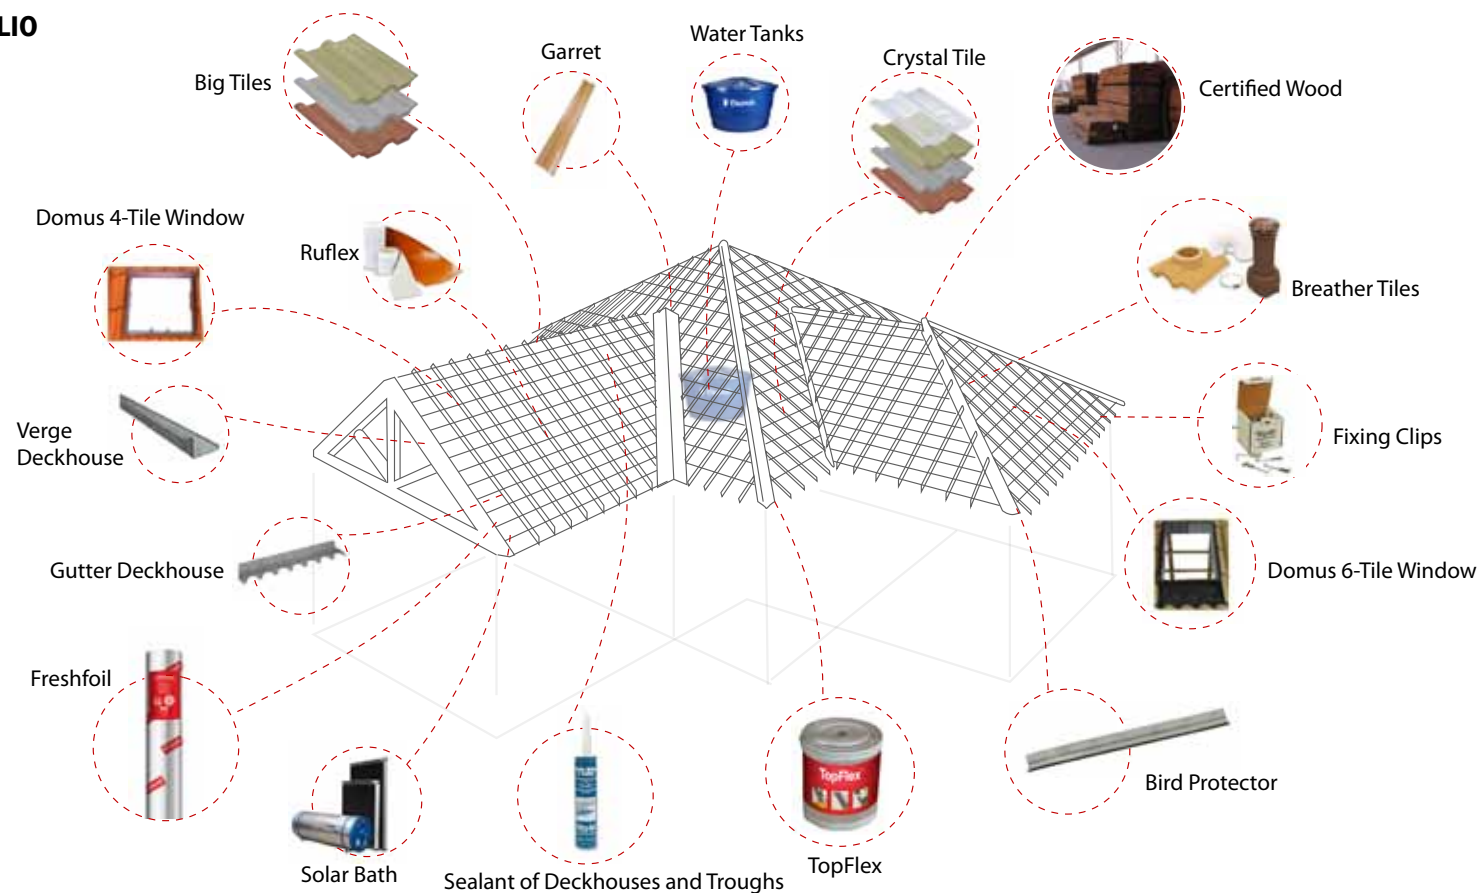 LIO
Water Tanks
Garret
Crystal Tile
Big Tiles
Certified Wood
Domus 4-Tile Window
Ruflex
Breather Tiles
Verge
Deckhouse
Fixing Clips
Gutter Deckhouse
Domus 6-Tile Window
Freshfoil
TopFlex
Bird Protector
TopFlex
Solar Bath
Sealant of Deckhouses and Troughs